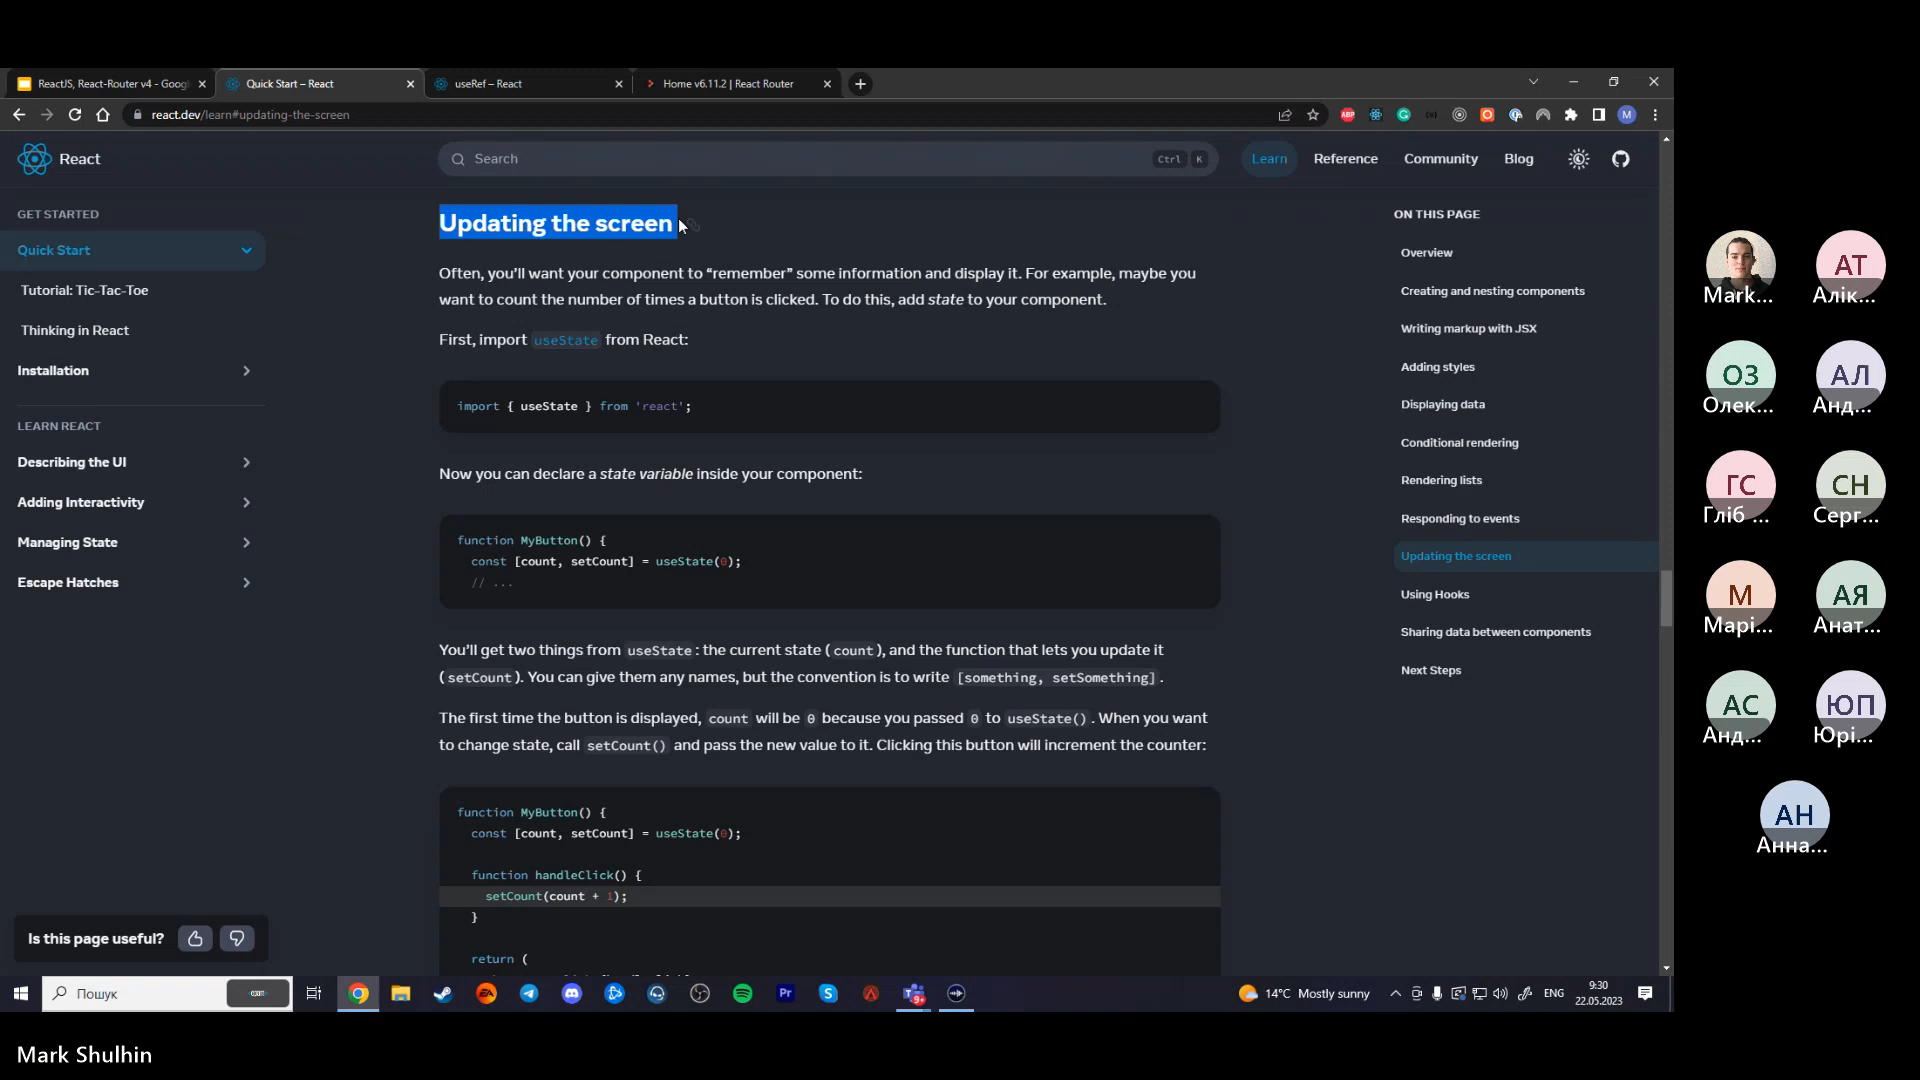 ReactJS, React-Router v4 - Goog
Quick Start – React
useRef – React
Home v6.11.2 | React Router
react.dev/learn#updating-the-screen
ABP
M
React
Search
Ctrl K
Learn
Reference
Community
Blog
GET STARTED
Quick Start
Tutorial: Tic-Tac-Toe
Thinking in React
Installation
LEARN REACT
Describing the UI
Adding Interactivity
Managing State
Escape Hatches
Is this page useful?
Updating the screen
Often, you’ll want your component to “remember” some information and display it. For example, maybe you
want to count the number of times a button is clicked. To do this, add state to your component.
First, import useState from React:
import { useState } from 'react';
Now you can declare a state variable inside your component:
function MyButton() {
const [count, setCount] = useState(0);
// ...
You’ll get two things from useState: the current state (count), and the function that lets you update it
(setCount). You can give them any names, but the convention is to write [something, setSomething].
The first time the button is displayed, count will be 0 because you passed 0 to useState(). When you want
to change state, call setCount() and pass the new value to it. Clicking this button will increment the counter:
function MyButton() {
const [count, setCount] = useState(0);
function handleClick() {
setCount(count + 1);
}
return (
ON THIS PAGE
Overview
Creating and nesting components
Writing markup with JSX
Adding styles
Displaying data
Conditional rendering
Rendering lists
Responding to events
Updating the screen
Using Hooks
Sharing data between components
Next Steps
Mark...
АТ
Алік...
ОЗ
Олек...
АЛ
Анд...
ГС
Гліб ...
СН
Серг...
М
Марі...
АЯ
Анат...
АС
Анд...
ЮП
Юрі...
АН
Анна...
Пошук
EA
Pr
9+
14°C Mostly sunny
ENG
9:30
22.05.2023
Mark Shulhin